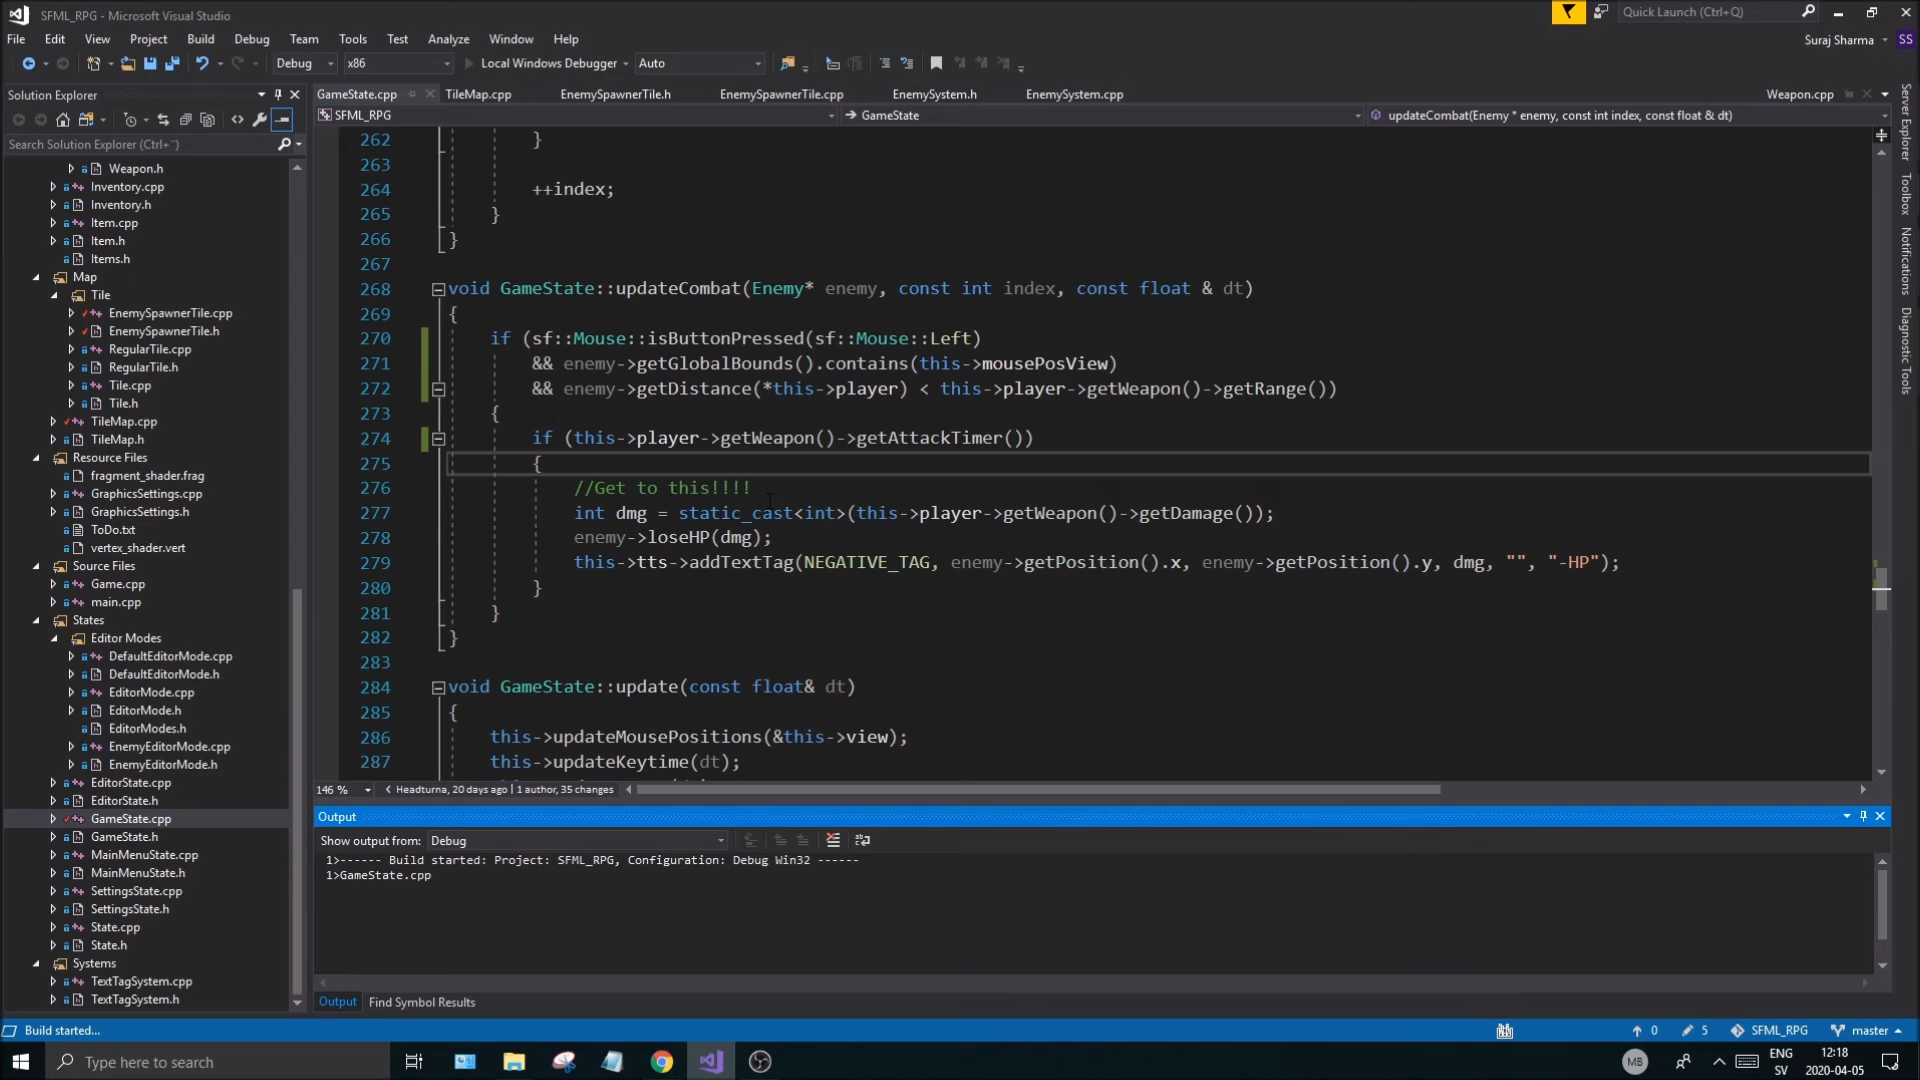 SFML_RPG - Microsoft Visual Studio
Quick Launch (Ctrl+Q)
File Edit View Project Build Debug Team Tools Test Analyze Window Help
Suraj Sharma SS
Debug x86 Local Windows Debugger Auto
Solution Explorer
GameState.cpp TileMap.cpp EnemySpawnerTile.h EnemySpawnerTile.cpp EnemySystem.h EnemySystem.cpp Weapon.cpp
SFML_RPG GameState updateCombat(Enemy * enemy, const int index, const float & dt)
Search Solution Explorer (Ctrl+¨)
Weapon.h
Inventory.cpp
Inventory.h
Item.cpp
Item.h
Items.h
Map
Tile
EnemySpawnerTile.cpp
EnemySpawnerTile.h
RegularTile.cpp
RegularTile.h
Tile.cpp
Tile.h
TileMap.cpp
TileMap.h
Resource Files
fragment_shader.frag
GraphicsSettings.cpp
GraphicsSettings.h
ToDo.txt
vertex_shader.vert
Source Files
Game.cpp
main.cpp
States
Editor Modes
DefaultEditorMode.cpp
DefaultEditorMode.h
EditorMode.cpp
EditorMode.h
EditorModes.h
EnemyEditorMode.cpp
EnemyEditorMode.h
EditorState.cpp
EditorState.h
GameState.cpp
GameState.h
MainMenuState.cpp
MainMenuState.h
SettingsState.cpp
SettingsState.h
State.cpp
State.h
Systems
TextTagSystem.cpp
TextTagSystem.h
262 }
263
264 ++index;
265 }
266 }
267
268 void GameState::updateCombat(Enemy* enemy, const int index, const float & dt)
269 {
270 if (sf::Mouse::isButtonPressed(sf::Mouse::Left)
271 && enemy->getGlobalBounds().contains(this->mousePosView)
272 && enemy->getDistance(*this->player) < this->player->getWeapon()->getRange())
273 {
274 if (this->player->getWeapon()->getAttackTimer())
275 {
276 //Get to this!!!!
277 int dmg = static_cast<int>(this->player->getWeapon()->getDamage());
278 enemy->loseHP(dmg);
279 this->tts->addTextTag(NEGATIVE_TAG, enemy->getPosition().x, enemy->getPosition().y, dmg, "", "-HP");
280 }
281 }
282 }
283
284 void GameState::update(const float& dt)
285 {
286 this->updateMousePositions(&this->view);
287 this->updateKeytime(dt);
146 % Headturna, 20 days ago | 1 author, 35 changes
Output
Show output from: Debug
1>------ Build started: Project: SFML_RPG, Configuration: Debug Win32 ------
1>GameState.cpp
Output Find Symbol Results
Server Explorer
Toolbox
Notifications
Diagnostic Tools
Build started... 0 5 SFML_RPG master
Type here to search
MB
ENG
SV
12:18
2020-04-05